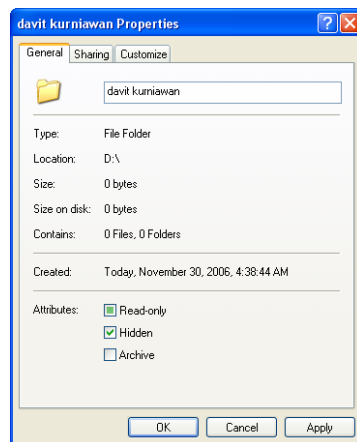 davit kurniawan Properties
General Sharing Customize
davit kurniawan
Type: File Folder
Location: D:\
Size: 0 bytes
Size on disk: 0 bytes
Contains: 0 Files, 0 Folders
Created: Today, November 30, 2006, 4:38:44 AM
Attributes: Read-only
Hidden
Archive
OK Cancel Apply